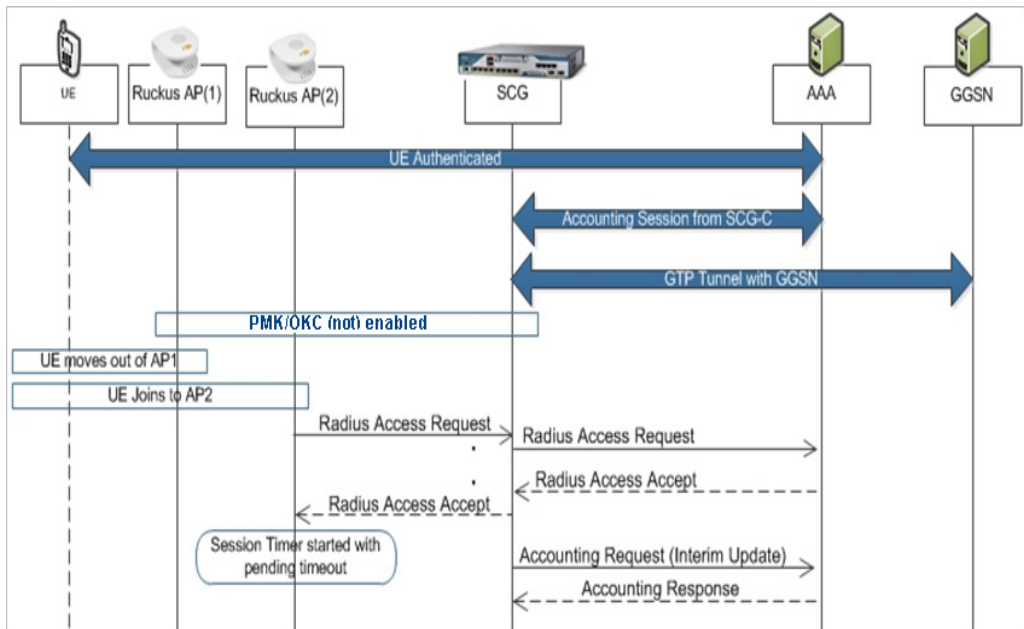 UE
Ruckus AP(1)
Ruckus AP(2)
SCG
AAA
GGSN
UE Authenticated
Accounting Session from SCG-C
GTP Tunnel with GGSN
PMK/OKC (not) enabled
UE moves out of AP1
UE Joins to AP2
Radius Access Request
Radius Access Request
Radius Access Accept
Radius Access Accept
Session Timer started with
pending timeout
Accounting Request (Interim Update)
Accounting Response